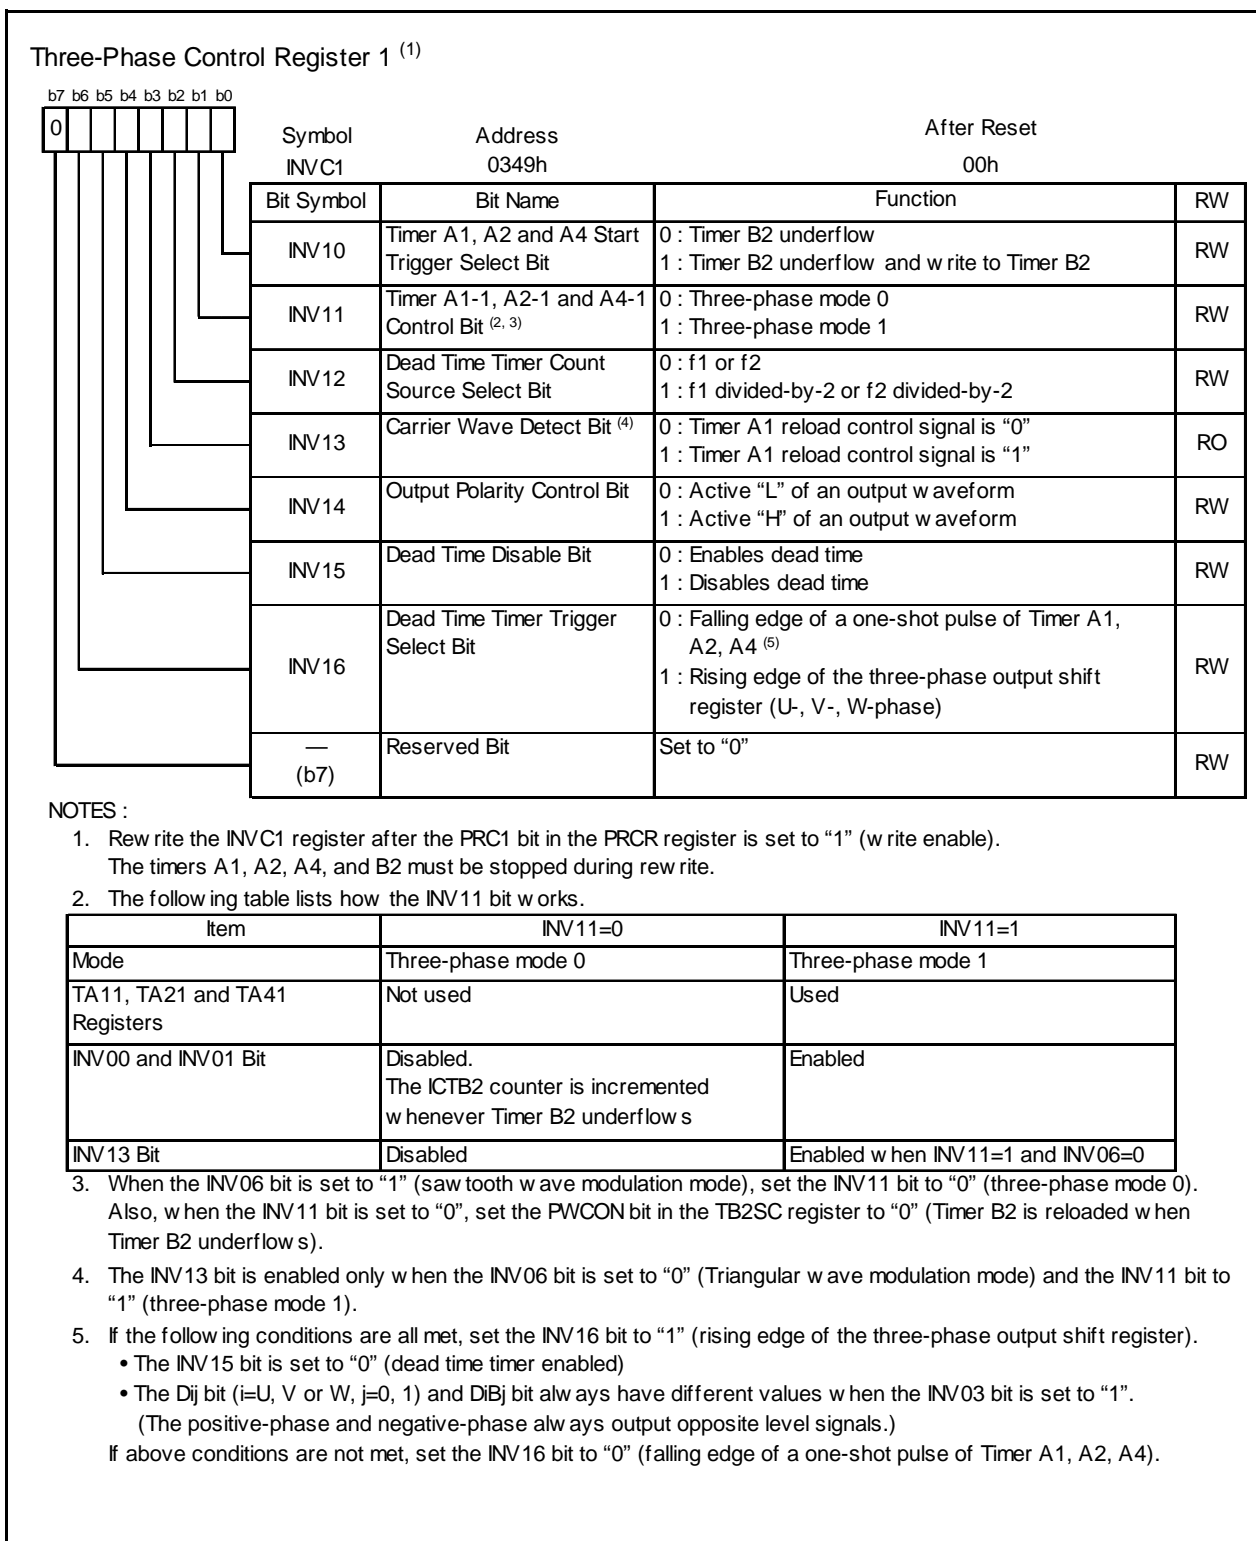 Three-Phase Control Register 1 (1)
b7 b6 b5 b4 b3 b2 b1 b0
0
Symbol Address After Reset
INVC1 0349h 00h
Bit Symbol Bit Name Function RW
INV10 Timer A1, A2 and A4 Start Trigger Select Bit 0 : Timer B2 underflow RW
1 : Timer B2 underflow and write to Timer B2
INV11 Timer A1-1, A2-1 and A4-1 Control Bit (2, 3) 0 : Three-phase mode 0 RW
1 : Three-phase mode 1
INV12 Dead Time Timer Count Source Select Bit 0 : f1 or f2 RW
1 : f1 divided-by-2 or f2 divided-by-2
INV13 Carrier Wave Detect Bit (4) 0 : Timer A1 reload control signal is “0” RO
1 : Timer A1 reload control signal is “1”
INV14 Output Polarity Control Bit 0 : Active “L” of an output waveform RW
1 : Active “H” of an output waveform
INV15 Dead Time Disable Bit 0 : Enables dead time RW
1 : Disables dead time
INV16 Dead Time Timer Trigger Select Bit 0 : Falling edge of a one-shot pulse of Timer A1, RW
A2, A4 (5)
1 : Rising edge of the three-phase output shift
register (U-, V-, W-phase)
— (b7) Reserved Bit Set to “0” RW
NOTES :
1. Rewrite the INVC1 register after the PRC1 bit in the PRCR register is set to “1” (write enable).
The timers A1, A2, A4, and B2 must be stopped during rewrite.
2. The following table lists how the INV11 bit works.
Item INV11=0 INV11=1
Mode Three-phase mode 0 Three-phase mode 1
TA11, TA21 and TA41 Not used Used
Registers
INV00 and INV01 Bit Disabled. Enabled
The ICTB2 counter is incremented
whenever Timer B2 underflows
INV13 Bit Disabled Enabled when INV11=1 and INV06=0
3. When the INV06 bit is set to “1” (sawtooth wave modulation mode), set the INV11 bit to “0” (three-phase mode 0).
Also, when the INV11 bit is set to “0”, set the PWCON bit in the TB2SC register to “0” (Timer B2 is reloaded when
Timer B2 underflows).
4. The INV13 bit is enabled only when the INV06 bit is set to “0” (Triangular wave modulation mode) and the INV11 bit to
“1” (three-phase mode 1).
5. If the following conditions are all met, set the INV16 bit to “1” (rising edge of the three-phase output shift register).
• The INV15 bit is set to “0” (dead time timer enabled)
• The Dij bit (i=U, V or W, j=0, 1) and DiBj bit always have different values when the INV03 bit is set to “1”.
(The positive-phase and negative-phase always output opposite level signals.)
If above conditions are not met, set the INV16 bit to “0” (falling edge of a one-shot pulse of Timer A1, A2, A4).